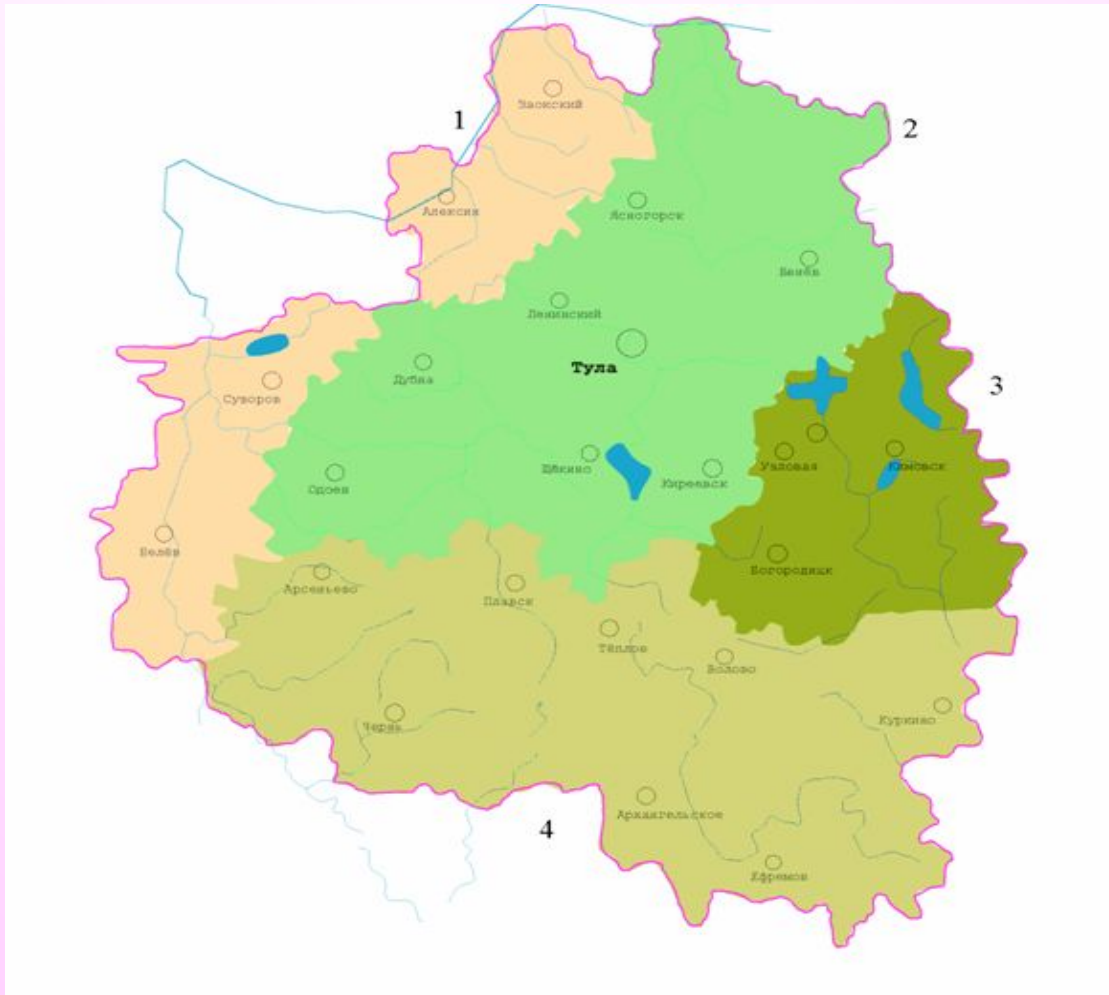 Заокский
1
2
Алексин
Ясногорск
Венёв
Ленинский
Тула
Дубна
3
Суворов
Щёкино
Узловая
Кимовск
Киреевск
Одоев
Белёв
Богородицк
Арсеньево
Плавск
Тёплое
Волово
Куркино
Чернь
Архангельское
4
Ефремов